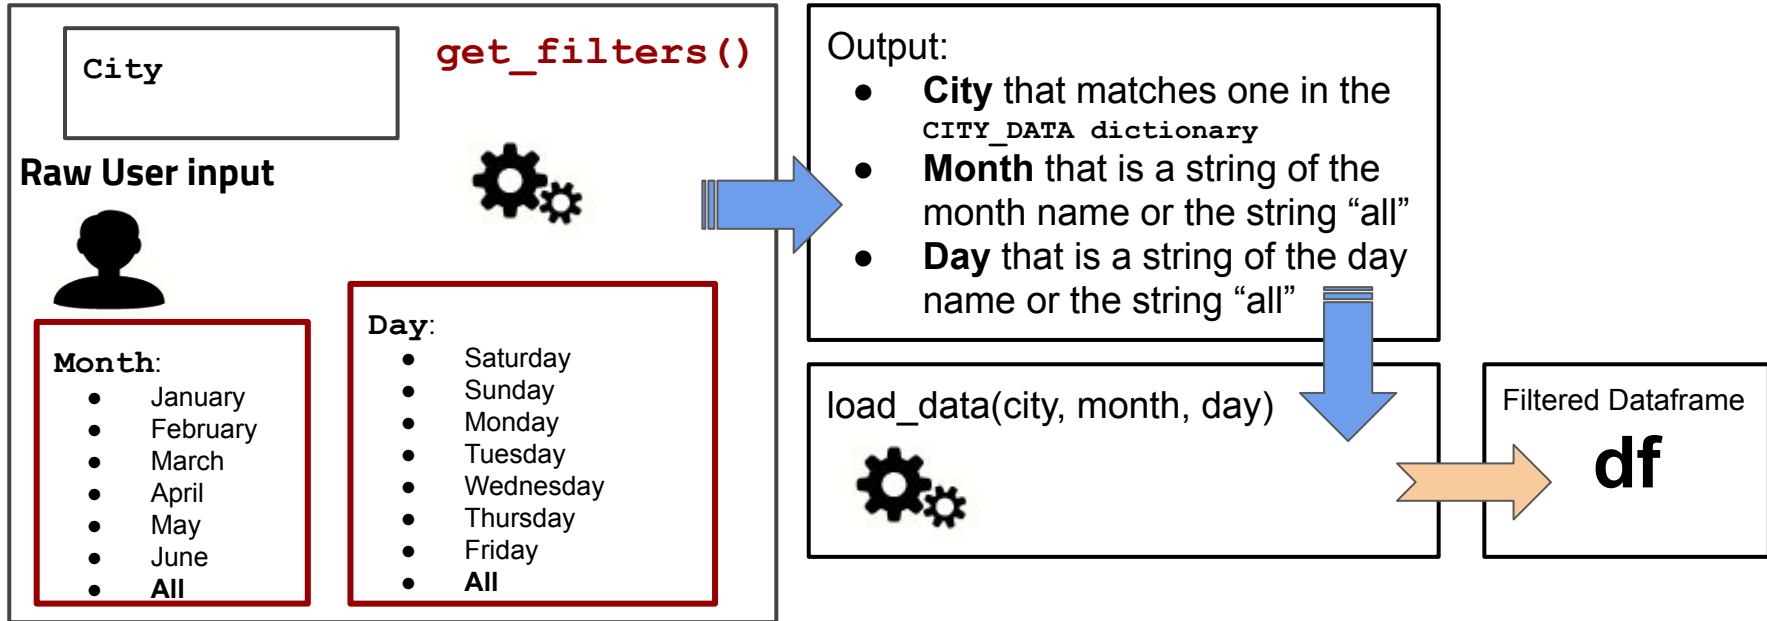 City
get_filters()
Raw User input
Month:
● January
● February
● March
● April
● May
● June
● All
Day:
● Saturday
● Sunday
● Monday
● Tuesday
● Wednesday
● Thursday
● Friday
● All
Output:
● City that matches one in the
CITY_DATA dictionary
● Month that is a string of the
month name or the string “all”
● Day that is a string of the day
name or the string “all”
load_data(city, month, day)
Filtered Dataframe
df